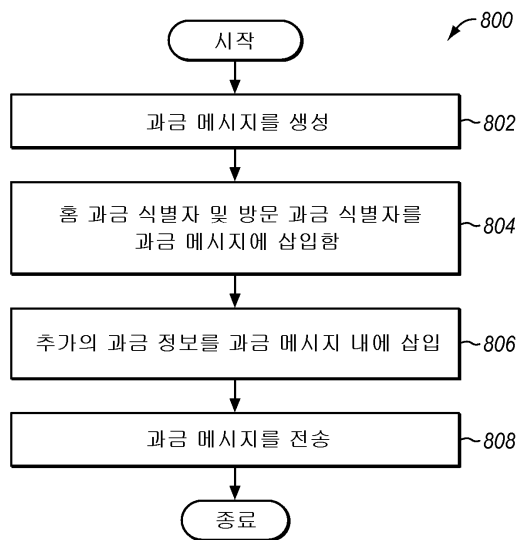 800
시작
과금 메시지를 생성
802
홈 과금 식별자 및 방문 과금 식별자를
과금 메시지에 삽입함
804
추가의 과금 정보를 과금 메시지 내에 삽입
806
과금 메시지를 전송
808
종료